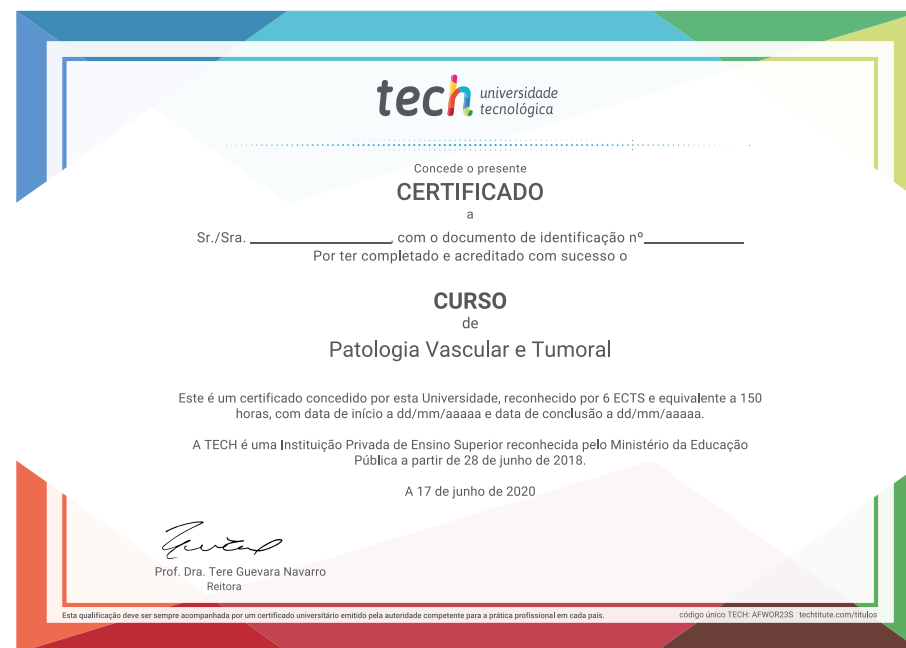 tech universidade
tecnológica
Concede o presente
CERTIFICADO
a
Sr./Sra. ____________________, com o documento de identificação nº______________
Por ter completado e acreditado com sucesso o
CURSO
de
Patologia Vascular e Tumoral
Este é um certificado concedido por esta Universidade, reconhecido por 6 ECTS e equivalente a 150
horas, com data de início a dd/mm/aaaaa e data de conclusão a dd/mm/aaaaa.
A TECH é uma Instituição Privada de Ensino Superior reconhecida pelo Ministério da Educação
Pública a partir de 28 de junho de 2018.
A 17 de junho de 2020
Prof. Dra. Tere Guevara Navarro
Reitora
Esta qualificação deve ser sempre acompanhada por um certificado universitário emitido pela autoridade competente para a prática profissional em cada país.
código único TECH: AFWOR23S techtitute.com/titulos